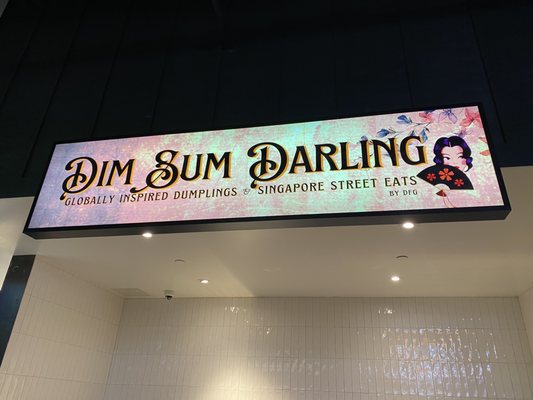 DIM SUM DARLING
GLOBALLY INSPIRED DUMPLINGS & SINGAPORE STREET EATS
BY DFG